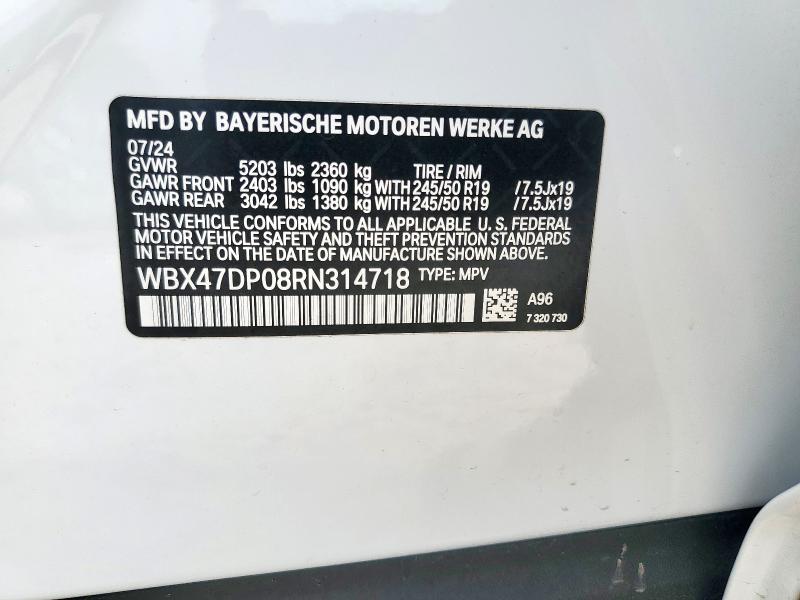 MFD BY BAYERISCHE MOTOREN WERKE AG
07/24
GVWR 5203 lbs 2360 kg TIRE / RIM
GAWR FRONT 2403 lbs 1090 kg WITH 245/50 R19 /7.5Jx19
GAWR REAR 3042 lbs 1380 kg WITH 245/50 R19 /7.5Jx19
THIS VEHICLE CONFORMS TO ALL APPLICABLE U. S. FEDERAL
MOTOR VEHICLE SAFETY AND THEFT PREVENTION STANDARDS
IN EFFECT ON THE DATE OF MANUFACTURE SHOWN ABOVE.
WBX47DP08RN314718 TYPE: MPV
A96
7 320 730